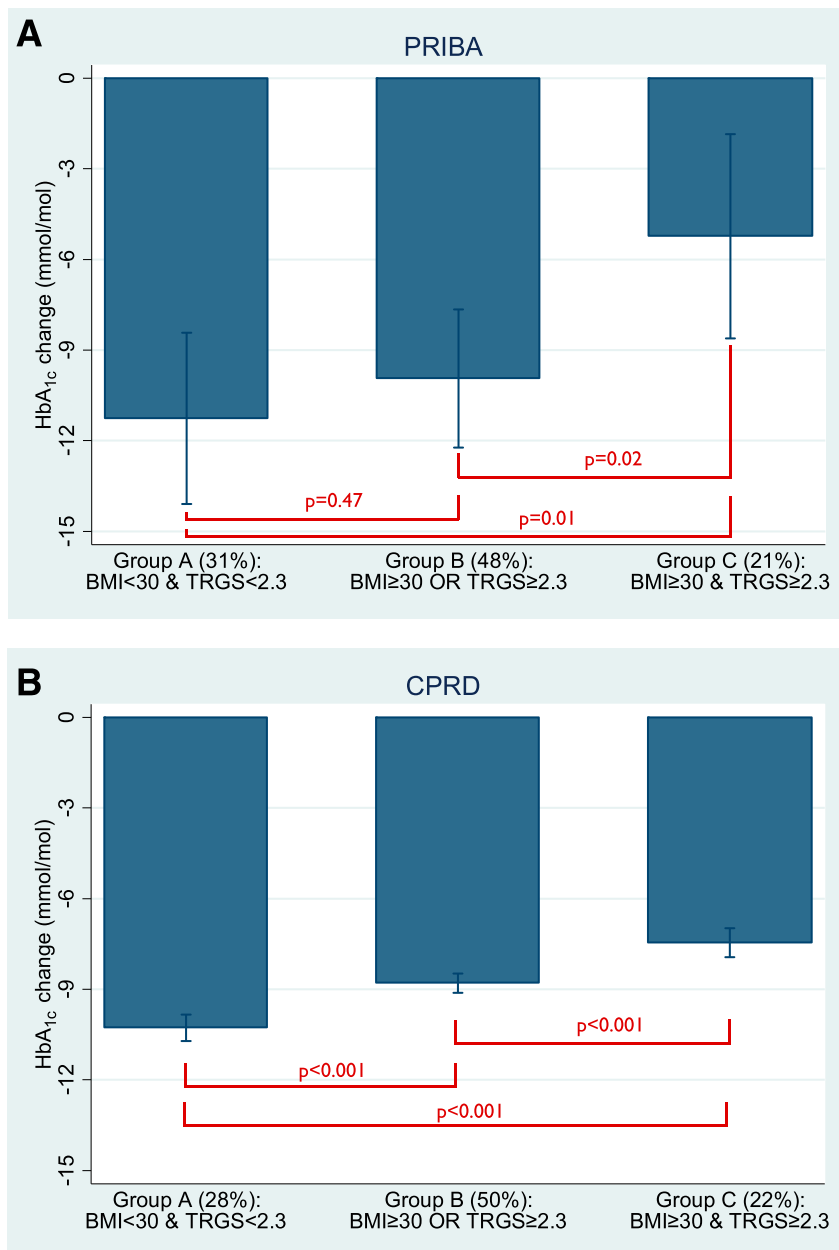 A
PRIBA
HbA1c change (mmol/mol)
0
-3
-6
-9
-12
-15
p=0.02
p=0.47
p=0.01
Group A (31%):
BMI<30 & TRGS<2.3
Group B (48%):
BMI≥30 OR TRGS≥2.3
Group C (21%):
BMI≥30 & TRGS≥2.3
B
CPRD
HbA1c change (mmol/mol)
0
-3
-6
-9
-12
-15
p<0.001
p<0.001
p<0.001
Group A (28%):
BMI<30 & TRGS<2.3
Group B (50%):
BMI≥30 OR TRGS≥2.3
Group C (22%):
BMI≥30 & TRGS≥2.3